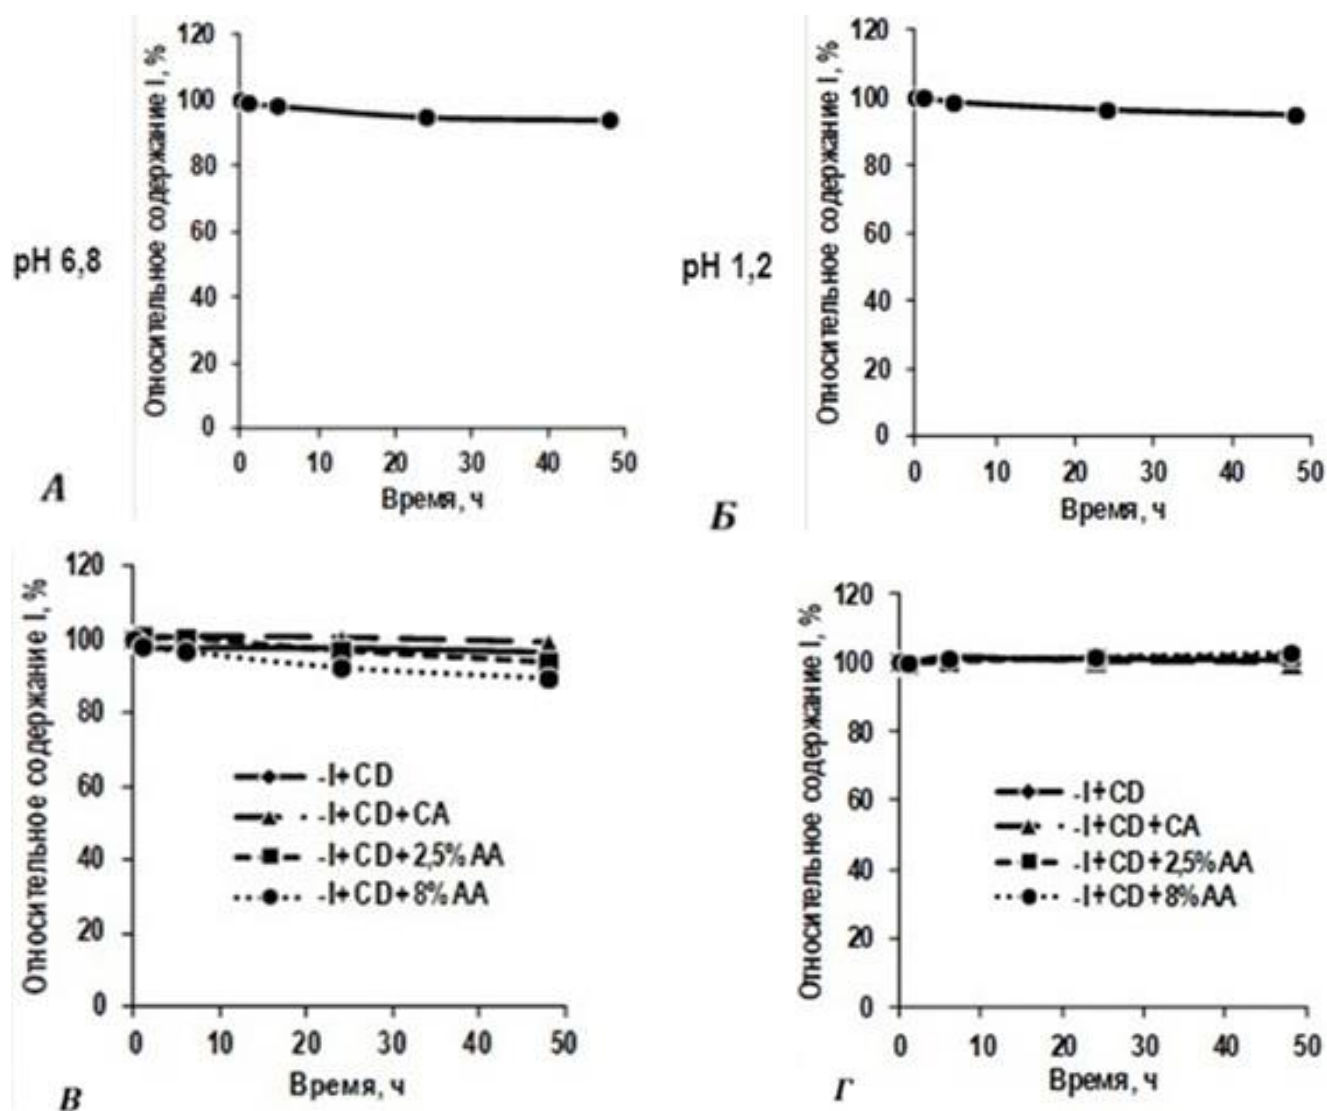 Относительное содержание I, %
120
100
80
60
40
20
0
0 10 20 30 40 50
Время, ч
pH 6,8
А
Относительное содержание I, %
120
100
80
60
40
20
0
0 10 20 30 40 50
Время, ч
pH 1,2
Б
Относительное содержание I, %
120
100
80
60
40
20
0
0 10 20 30 40 50
Время, ч
-I+CD
-I+CD+CA
-I+CD+2,5% AA
-I+CD+8% AA
В
Относительное содержание I, %
120
100
80
60
40
20
0
0 10 20 30 40 50
Время, ч
-I+CD
-I+CD+CA
-I+CD+2,5%AA
-I+CD+8%AA
Г